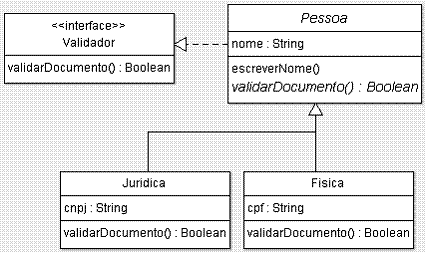 <<interface>>
Validador
validarDocumento() : Boolean
Pessoa
nome : String
escreverNome()
validarDocumento() : Boolean
Juridica
cnpj : String
validarDocumento() : Boolean
Fisica
cpf : String
validarDocumento() : Boolean